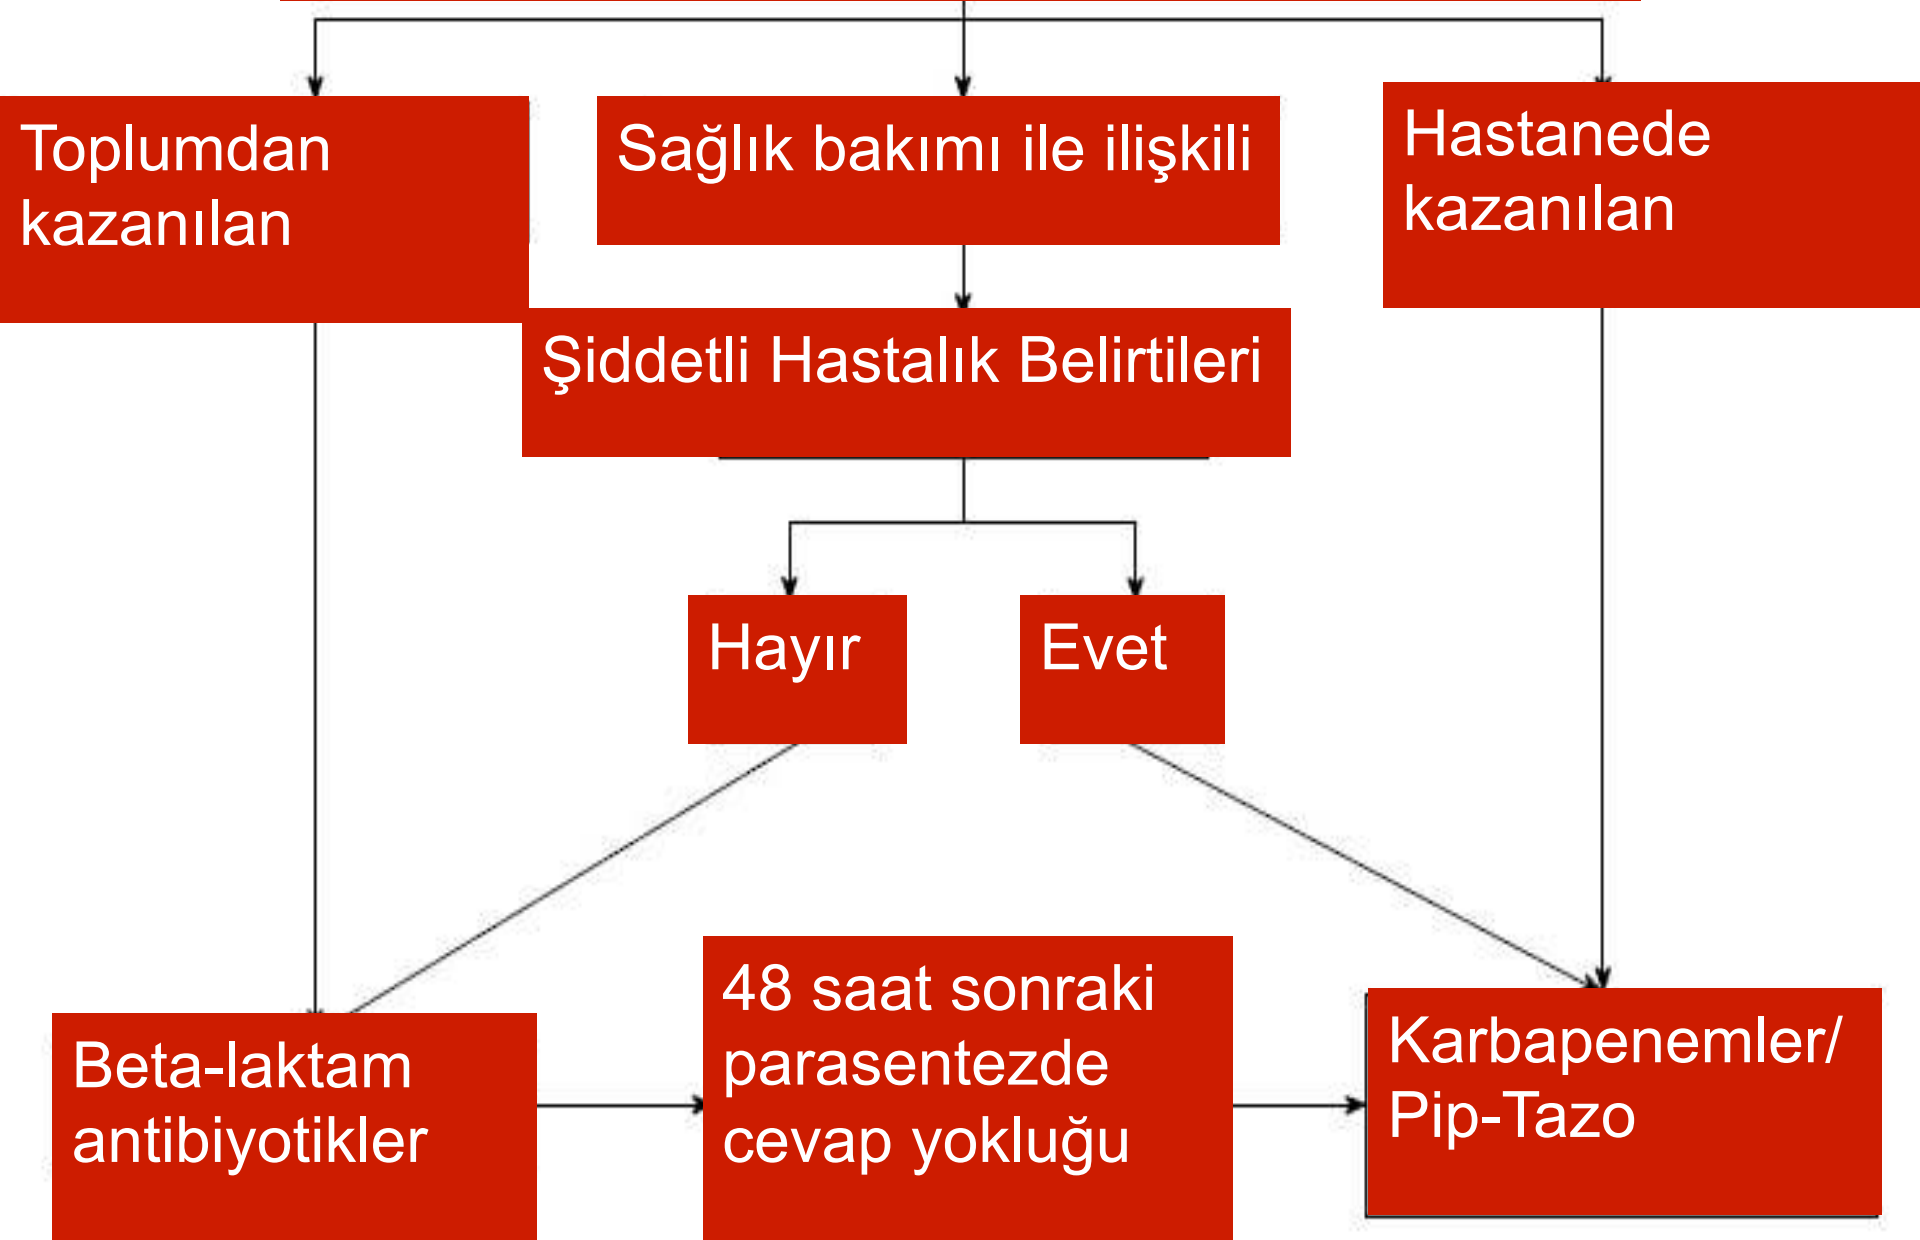 Toplumdan
kazanılan
Sağlık bakımı ile ilişkili
Hastanede
kazanılan
Şiddetli Hastalık Belirtileri
Hayır
Evet
Beta-laktam
antibiyotikler
48 saat sonraki
parasentezde
cevap yokluğu
Karbapenemler/
Pip-Tazo